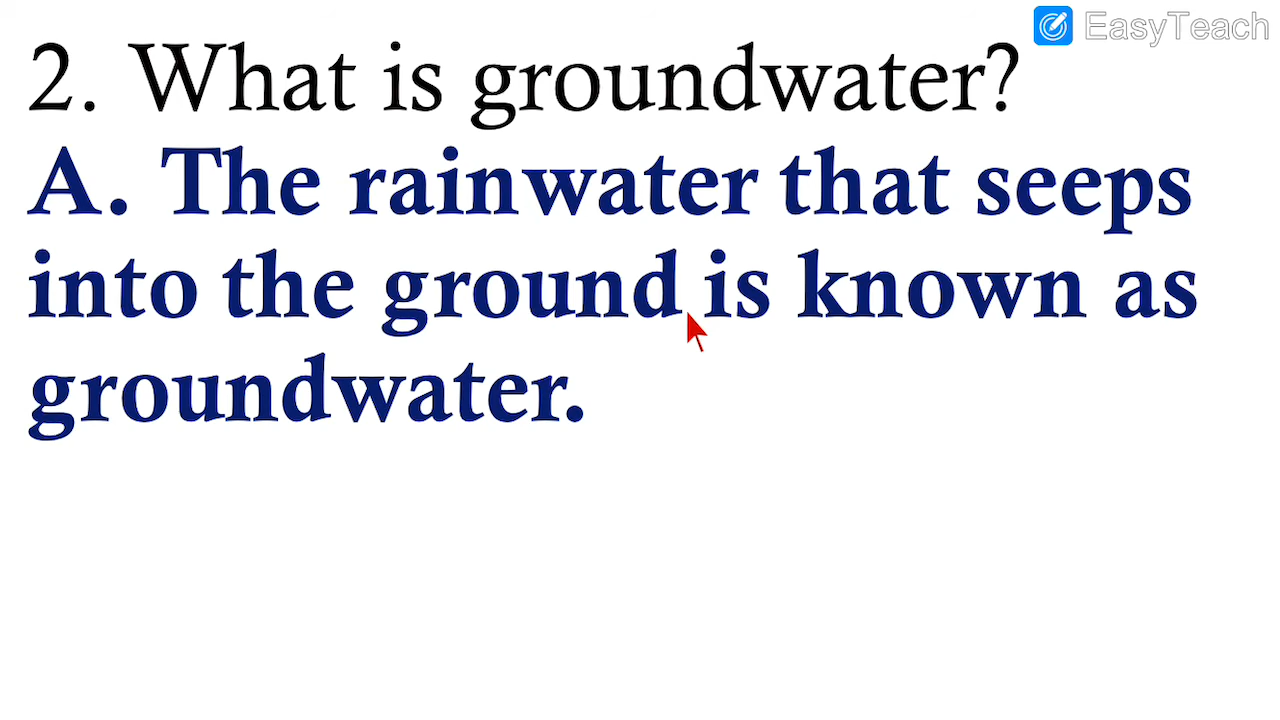 EasyTeach
2. What is groundwater?
A. The rainwater that seeps
into the ground is known as
groundwater.